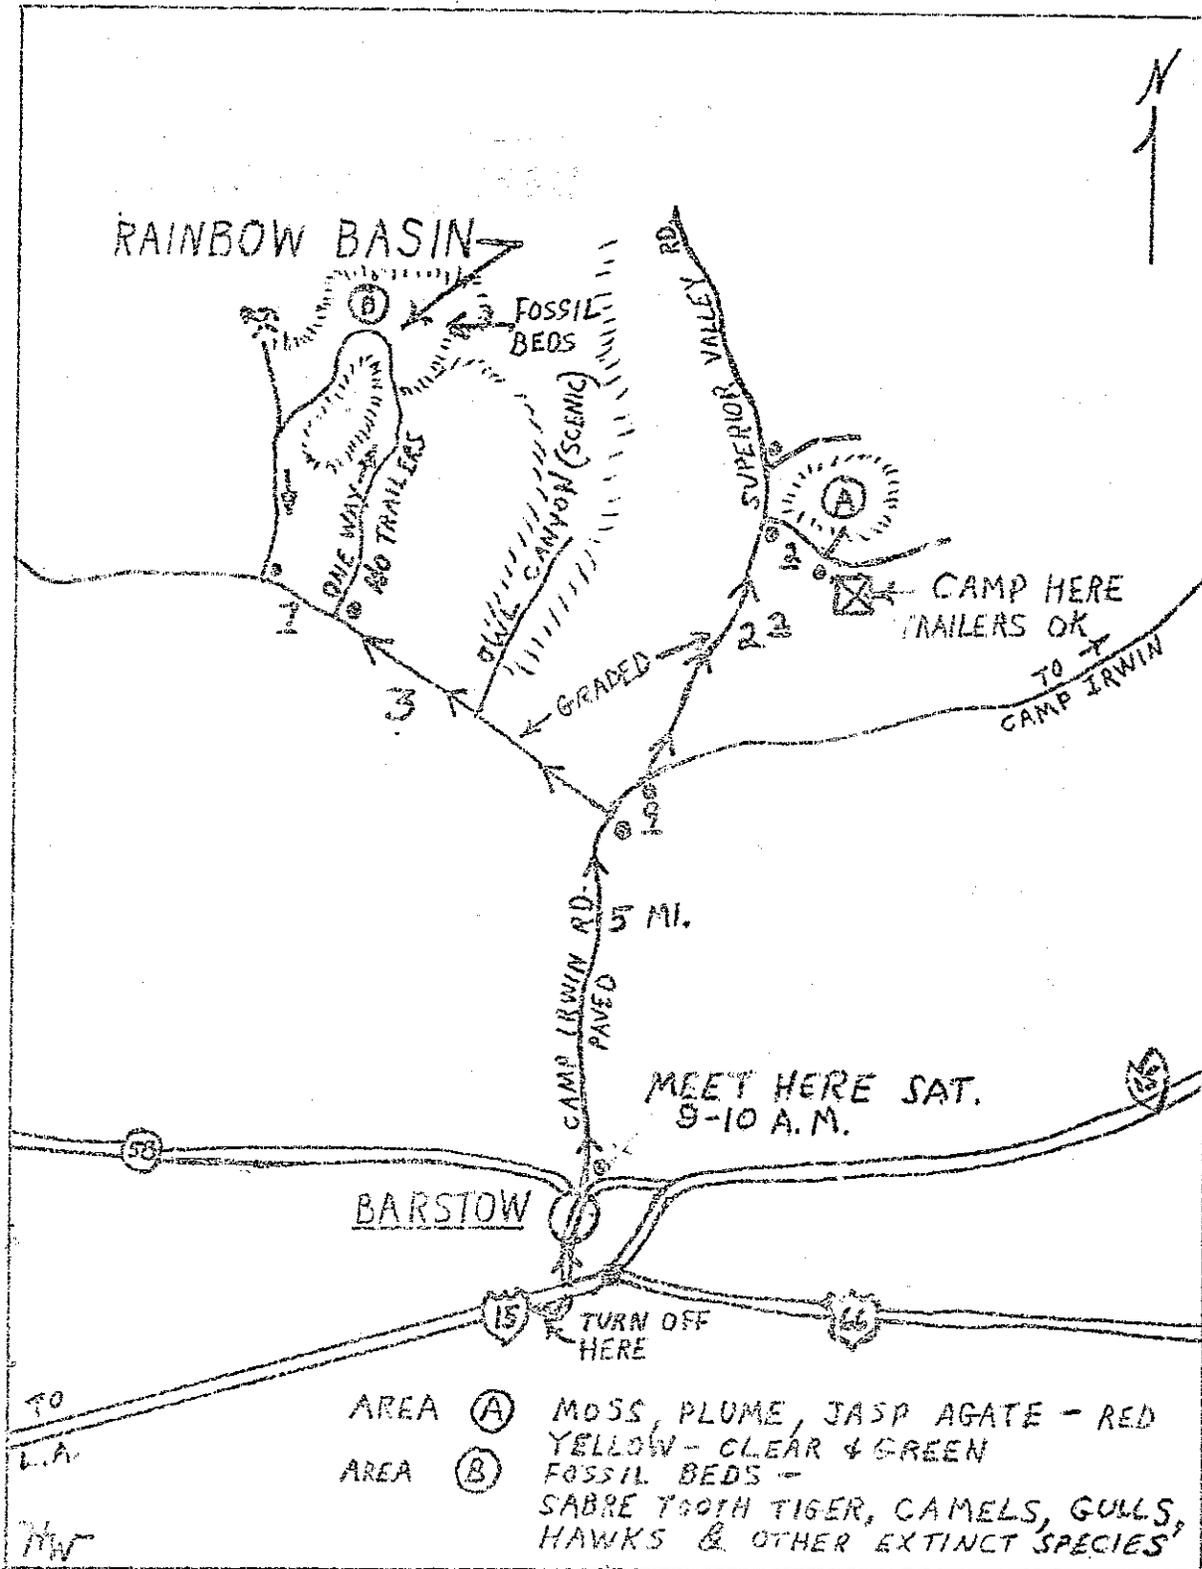 N
RAINBOW BASIN
B
FOSSIL
BEDS
SUPERIOR VALLEY RD
OWL CANYON (SCENIC)
ONE WAY
NO TRAILERS
A
CAMP HERE
TRAILERS OK
TO
CAMP IRWIN
GRADED
3
5 MI.
CAMP IRWIN RD.
PAVED
MEET HERE SAT.
9-10 A.M.
15
58
BARSTOW
15
TURN OFF
HERE
66
TO
L.A.
AREA A MOSS, PLUME, JASP AGATE - RED
YELLOW - CLEAR & GREEN
AREA B FOSSIL BEDS -
SABRE TOOTH TIGER, CAMELS, GULLS,
HAWKS & OTHER EXTINCT SPECIES